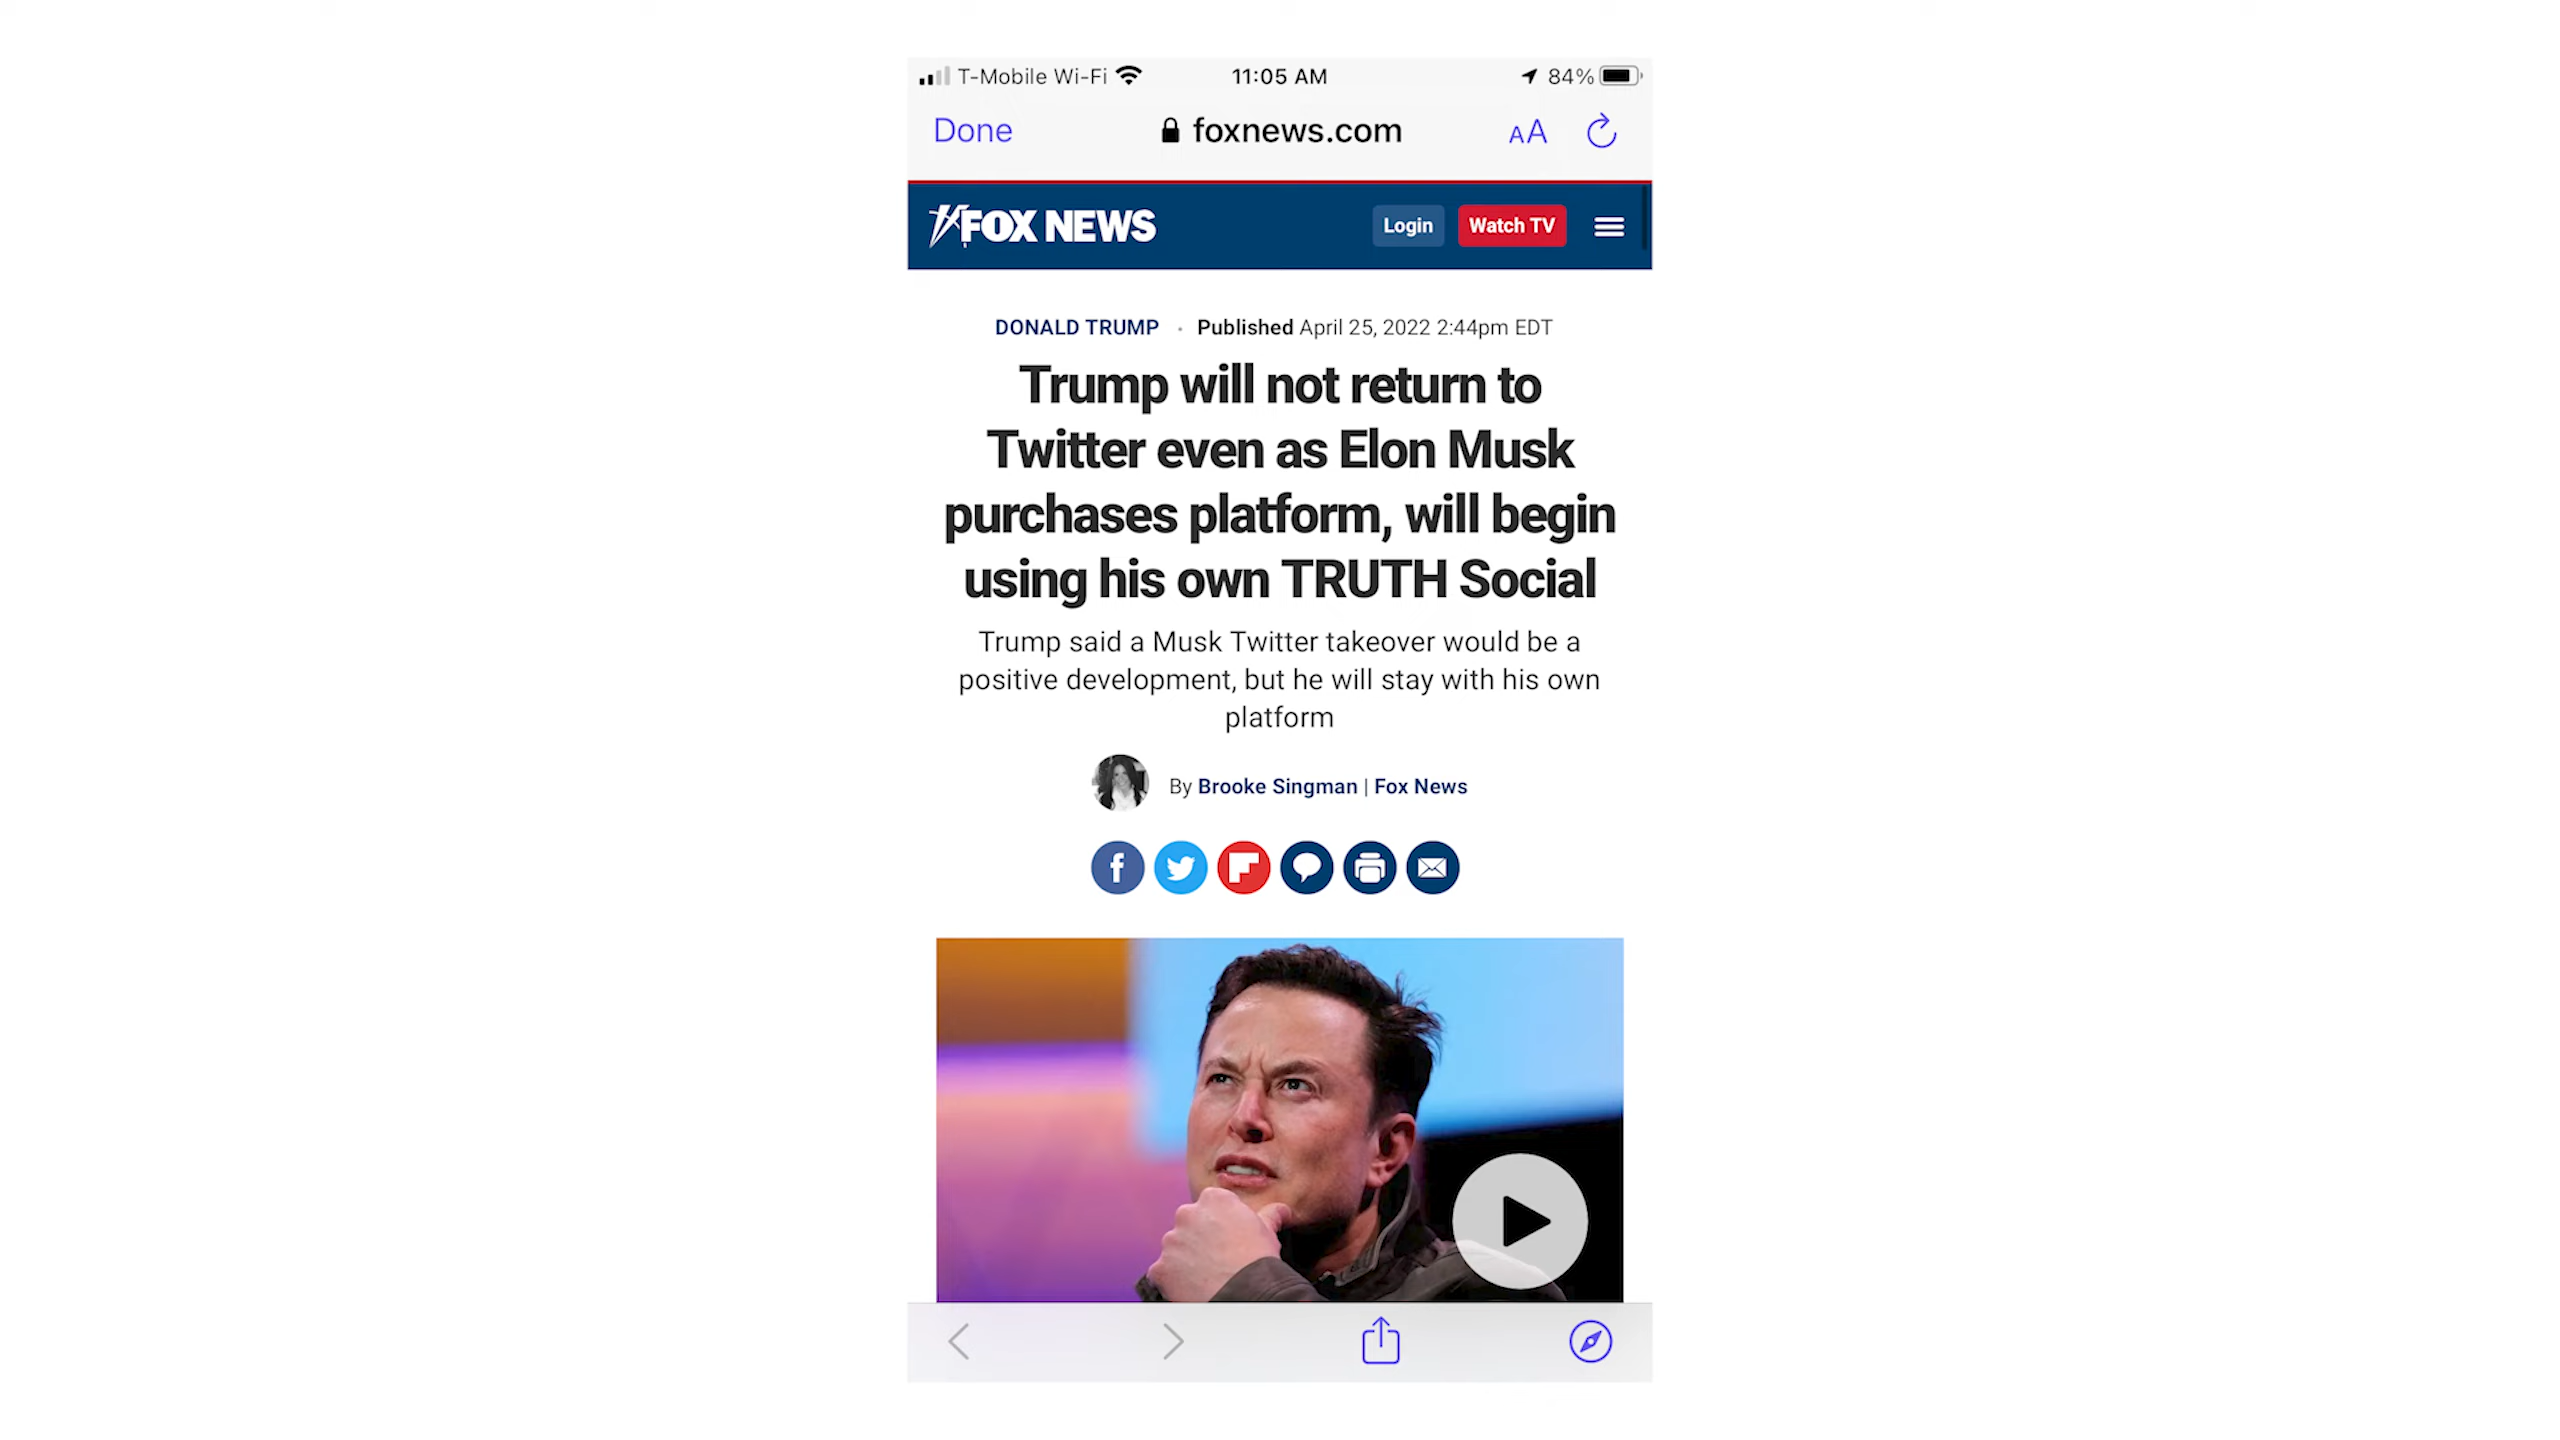 T-Mobile Wi-Fi 11:05 AM 84%
Done foxnews.com AA
FOX NEWS Login Watch TV
DONALD TRUMP · Published April 25, 2022 2:44pm EDT
Trump will not return to
Twitter even as Elon Musk
purchases platform, will begin
using his own TRUTH Social
Trump said a Musk Twitter takeover would be a
positive development, but he will stay with his own
platform
By Brooke Singman | Fox News